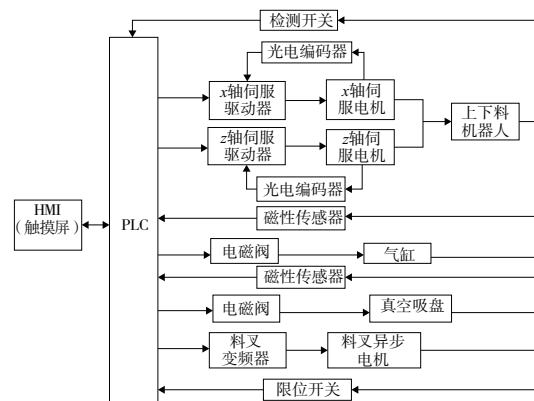 检测开关
光电编码器
x轴伺服
驱动器
x轴伺
服电机
上下料
机器人
z轴伺服
驱动器
z轴伺
服电机
光电编码器
HMI
（触摸屏）
PLC
磁性传感器
电磁阀
气缸
磁性传感器
电磁阀
真空吸盘
料叉
变频器
料叉异步
电机
限位开关